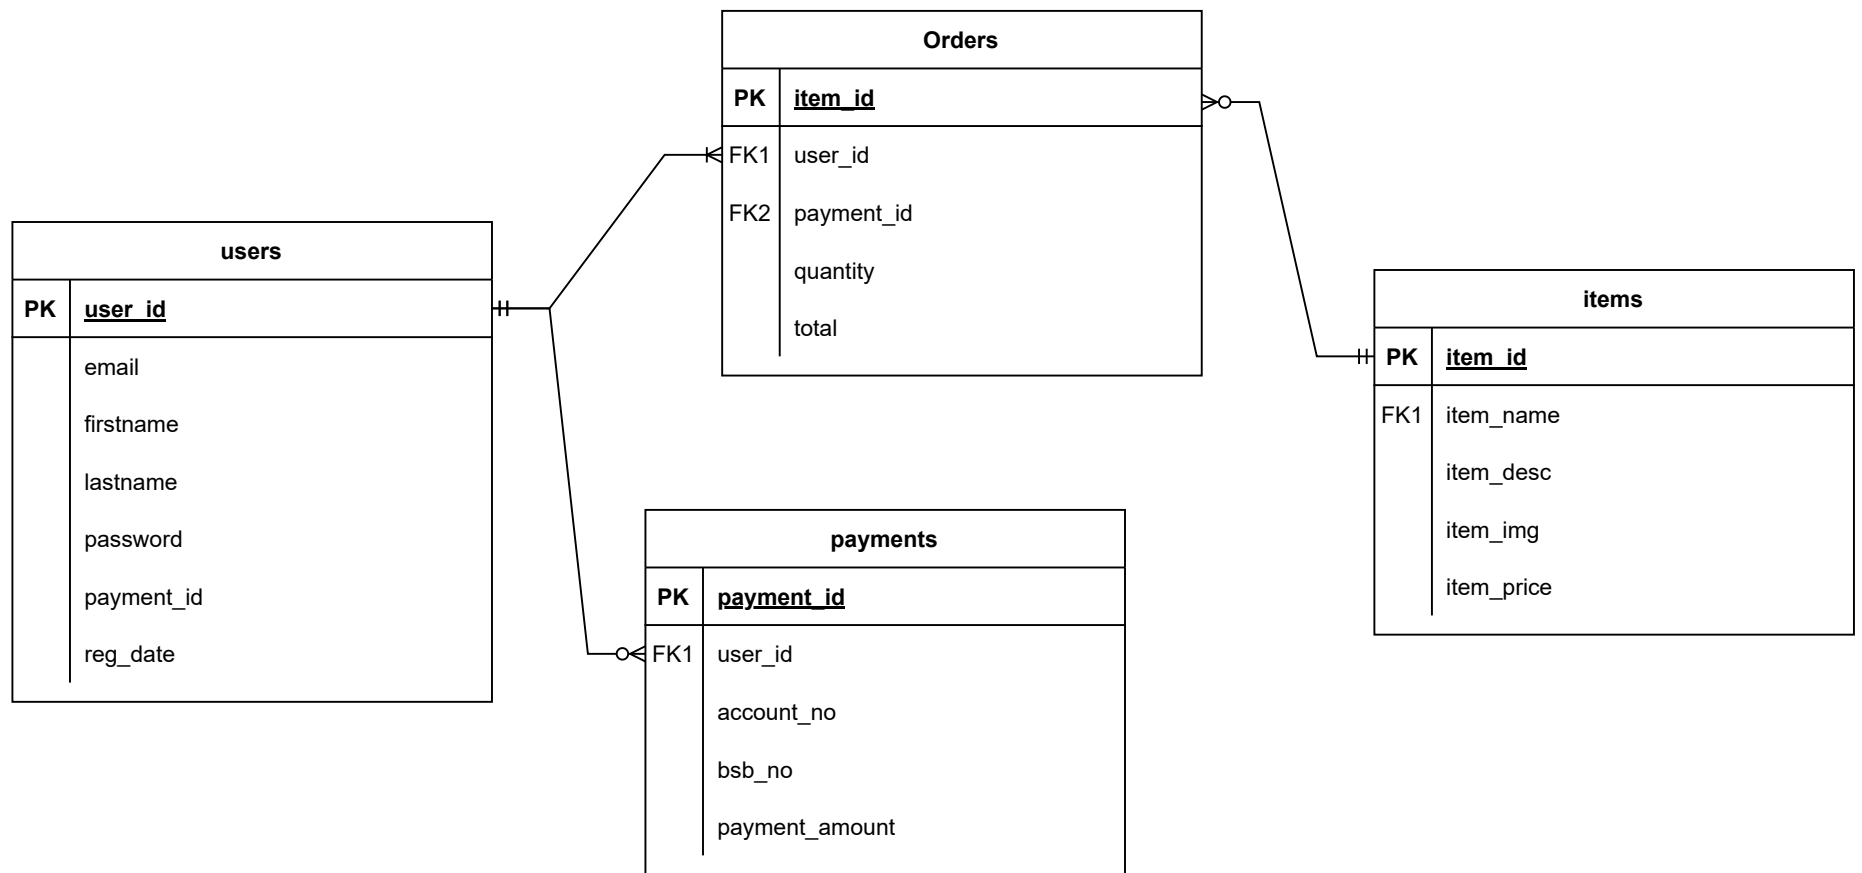 Orders
PK item_id
FK1 user_id
FK2 payment_id
quantity
total
users
PK user_id
email
firstname
lastname
password
payment_id
reg_date
items
PK item_id
FK1 item_name
item_desc
item_img
item_price
payments
PK payment_id
FK1 user_id
account_no
bsb_no
payment_amount